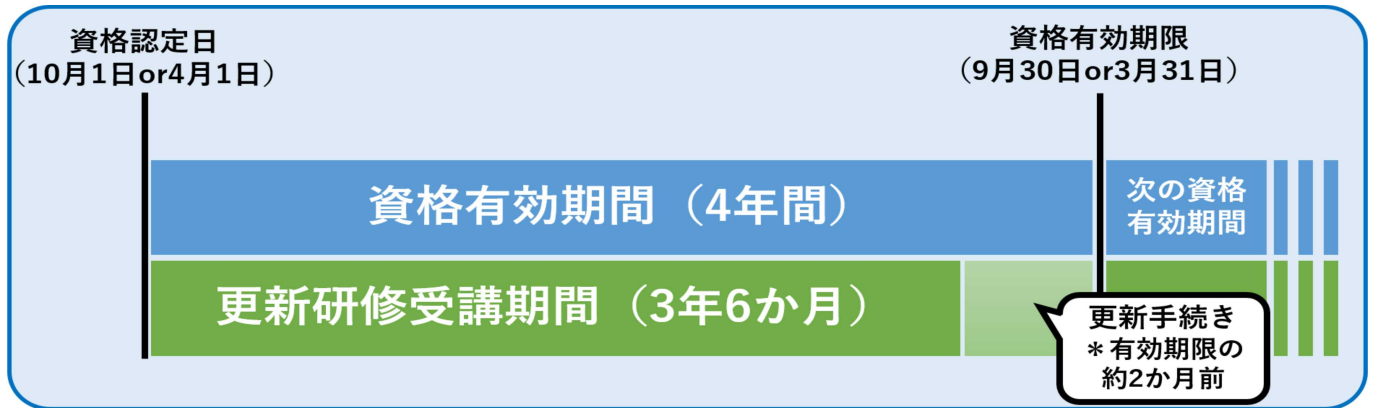 資格認定日
（10月1日or4月1日）
資格有効期限
（9月30日or3月31日）
資格有効期間（4年間）
次の資格
有効期間
更新研修受講期間（3年6か月）
更新手続き
＊有効期限の
約2か月前